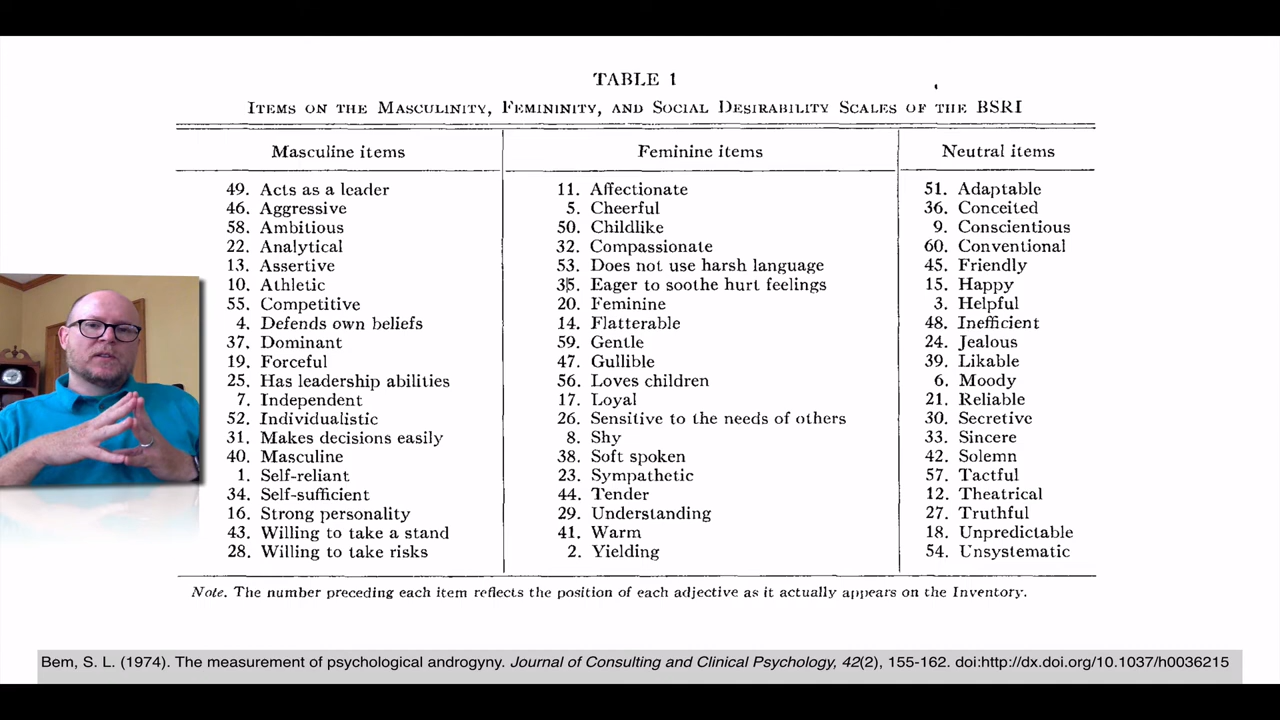 TABLE 1
ITEMS ON THE MASCULINITY, FEMININITY, AND SOCIAL DESIRABILITY SCALES OF THE BSRI
Masculine items Feminine items Neutral items
49. Acts as a leader 11. Affectionate 51. Adaptable
46. Aggressive 5. Cheerful 36. Conceited
58. Ambitious 50. Childlike 9. Conscientious
22. Analytical 32. Compassionate 60. Conventional
13. Assertive 53. Does not use harsh language 45. Friendly
10. Athletic 35. Eager to soothe hurt feelings 15. Happy
55. Competitive 20. Feminine 3. Helpful
4. Defends own beliefs 14. Flatterable 48. Inefficient
37. Dominant 59. Gentle 24. Jealous
19. Forceful 47. Gullible 39. Likable
25. Has leadership abilities 56. Loves children 6. Moody
7. Independent 17. Loyal 21. Reliable
52. Individualistic 26. Sensitive to the needs of others 30. Secretive
31. Makes decisions easily 8. Shy 33. Sincere
40. Masculine 38. Soft spoken 42. Solemn
1. Self-reliant 23. Sympathetic 57. Tactful
34. Self-sufficient 44. Tender 12. Theatrical
16. Strong personality 29. Understanding 27. Truthful
43. Willing to take a stand 41. Warm 18. Unpredictable
28. Willing to take risks 2. Yielding 54. Unsystematic
Note. The number preceding each item reflects the position of each adjective as it actually appears on the Inventory.
Bem, S. L. (1974). The measurement of psychological androgyny. Journal of Consulting and Clinical Psychology, 42(2), 155-162. doi:http://dx.doi.org/10.1037/h0036215